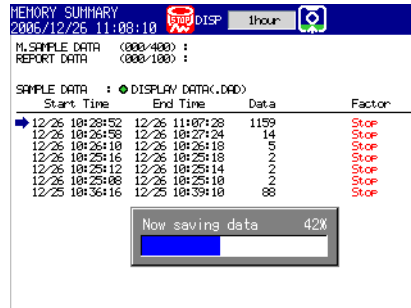 MEMORY SUMMARY
2006/12/26 11:08:10 STOP DISP 1hour
M.SAMPLE DATA (000/400) :
REPORT DATA (000/100) :
SAMPLE DATA : DISPLAY DATA(.DAD)
Start Time End Time Data Factor
12/26 10:28:52 12/26 11:07:28 1159 Stop
12/26 10:26:58 12/26 10:27:24 14 Stop
12/26 10:26:10 12/26 10:26:18 5 Stop
12/26 10:25:16 12/26 10:25:18 2 Stop
12/26 10:25:12 12/26 10:25:14 2 Stop
12/26 10:25:08 12/26 10:25:10 2 Stop
12/25 10:36:16 12/25 10:39:10 88 Stop
Now saving data 42%